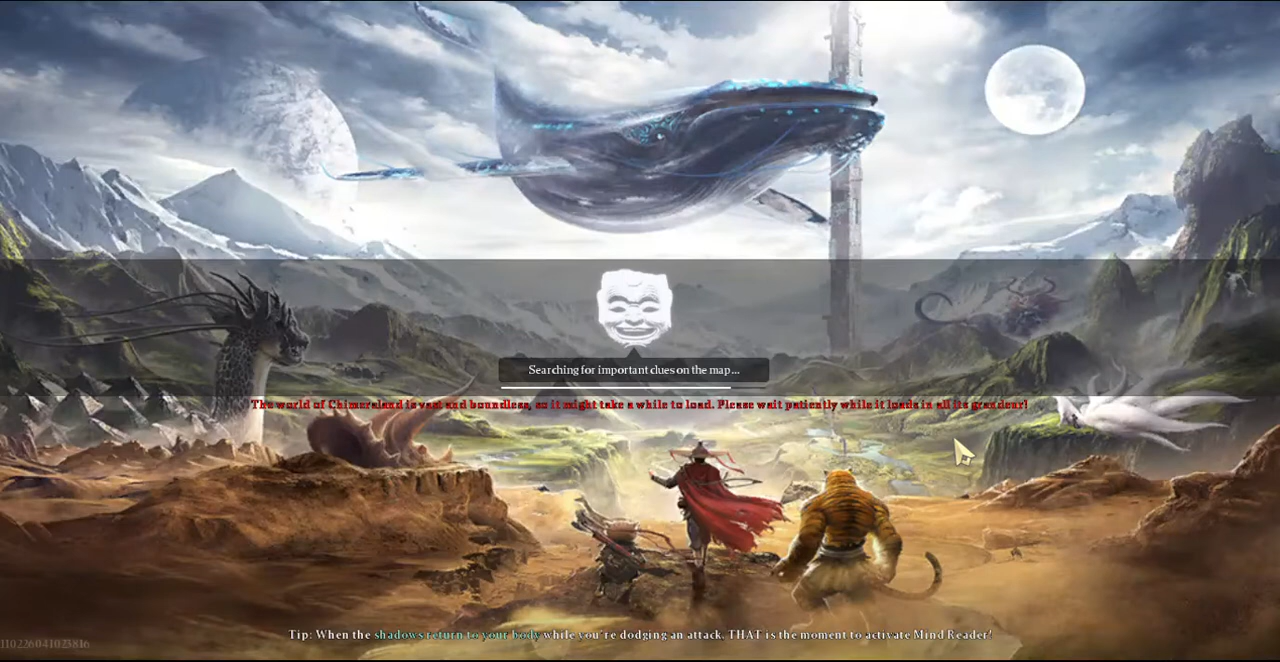 Searching for important clues on the map...
The world of Chimeraland is vast and boundless, so it might take a while to load. Please wait patiently while it loads in all its grandeur!
Tip: When the shadows return to your body while you're dodging an attack. THAT is the moment to activate Mind Reader!
110226041023816